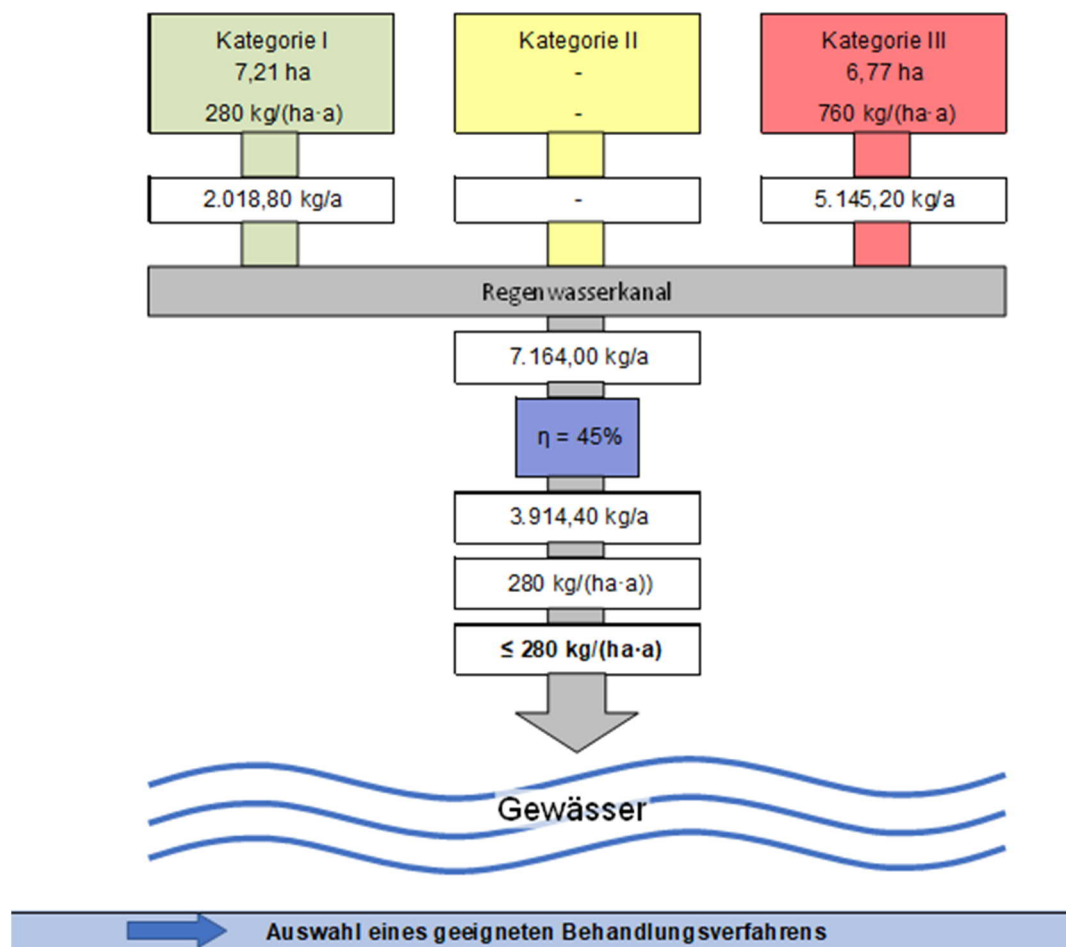 Kategorie I
7,21 ha
280 kg/(ha·a)
Kategorie II
-
-
Kategorie III
6,77 ha
760 kg/(ha·a)
2.018,80 kg/a
-
5.145,20 kg/a
Regenwasserkanal
7.164,00 kg/a
η = 45%
3.914,40 kg/a
280 kg/(ha·a))
≤ 280 kg/(ha·a)
Gewässer
Auswahl eines geeigneten Behandlungsverfahrens